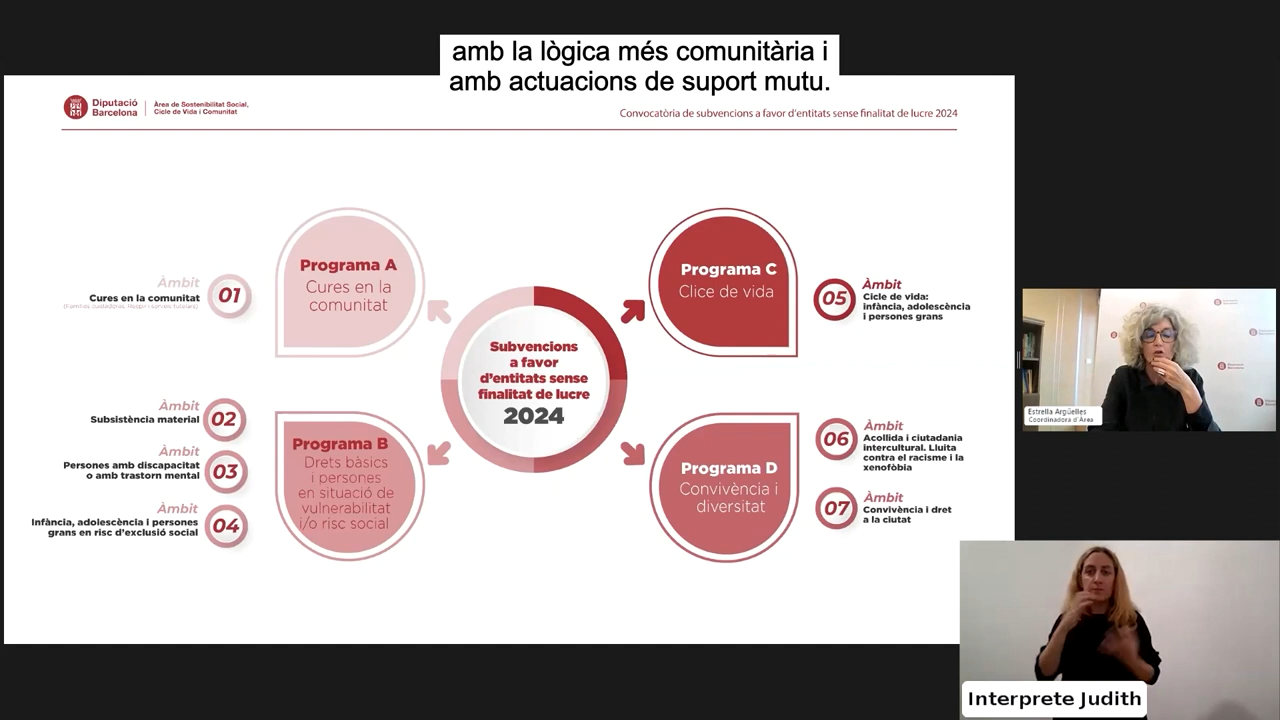 amb la lògica més comunitària i
amb actuacions de suport mutu.
Diputació
Barcelona
Àrea de Sostenibilitat Social,
Cicle de Vida i Comunitat
Convocatòria de subvencions a favor d'entitats sense finalitat de lucre 2024
Àmbit
Cures en la comunitat
01
Programa A
Cures en la
comunitat
Àmbit
Subsistència material
02
Àmbit
Persones amb discapacitat
o amb trastorn mental
03
Àmbit
Infància, adolescència i persones
grans en risc d'exclusió social
04
Programa B
Drets bàsics
i persones
en situació de
vulnerabilitat
i/o risc social
Subvencions
a favor
d'entitats sense
finalitat de lucre
2024
Programa C
Clice de vida
05
Àmbit
Cicle de vida:
infància, adolescència
i persones grans
Programa D
Convivència i
diversitat
06
Àmbit
Acollida i ciutadania
intercultural. Lluita
contra el racisme i la
xenofòbia
07
Àmbit
Convivència i dret
a la ciutat
Estrella Argüelles
Coordinadora d'Àrea
Interprete Judith